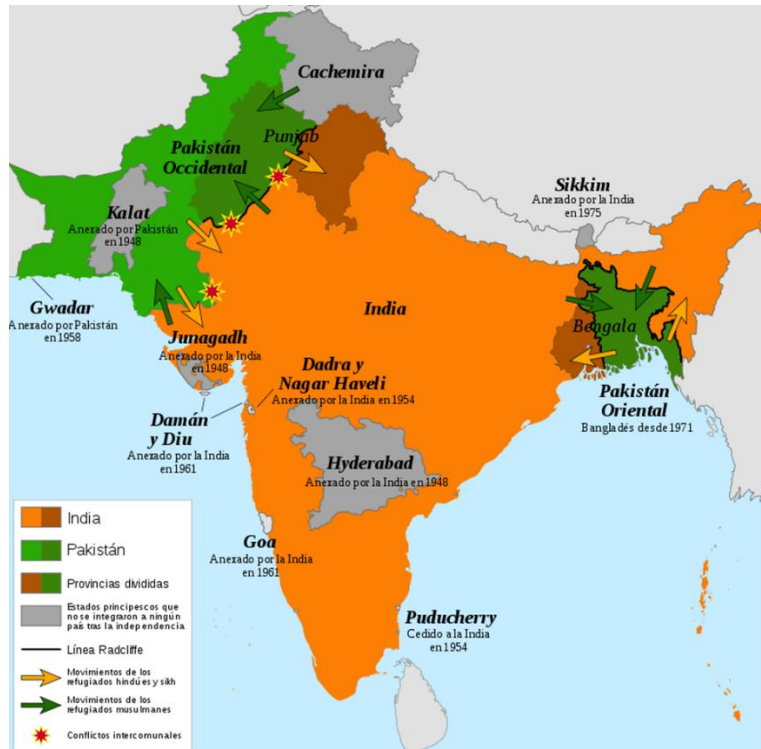 Cachemira
Punjab
Pakistán
Occidental
Sikkim
Anexado por la India
en 1975
Kalat
Anexado por Pakistán
en 1948
Gwadar
Anexado por Pakistán
en 1958
India
Bengala
Junagadh
Anexado por la India
en 1948
Dadra y
Nagar Haveli
Anexado por la India en 1954
Pakistán
Oriental
Bangladés desde 1971
Damán
y Diu
Anexado por la India
en 1961
Hyderabad
Anexado por la India en 1948
Goa
Anexado por la India
en 1961
Puducherry
Cedido a la India
en 1954
India
Pakistán
Provincias divididas
Estados principescos que
no se integraron a ningún
país tras la independencia
Línea Radcliffe
Movimientos de los
refugiados hindúes y sikh
Movimientos de los
refugiados musulmanes
Conflictos intercomunales